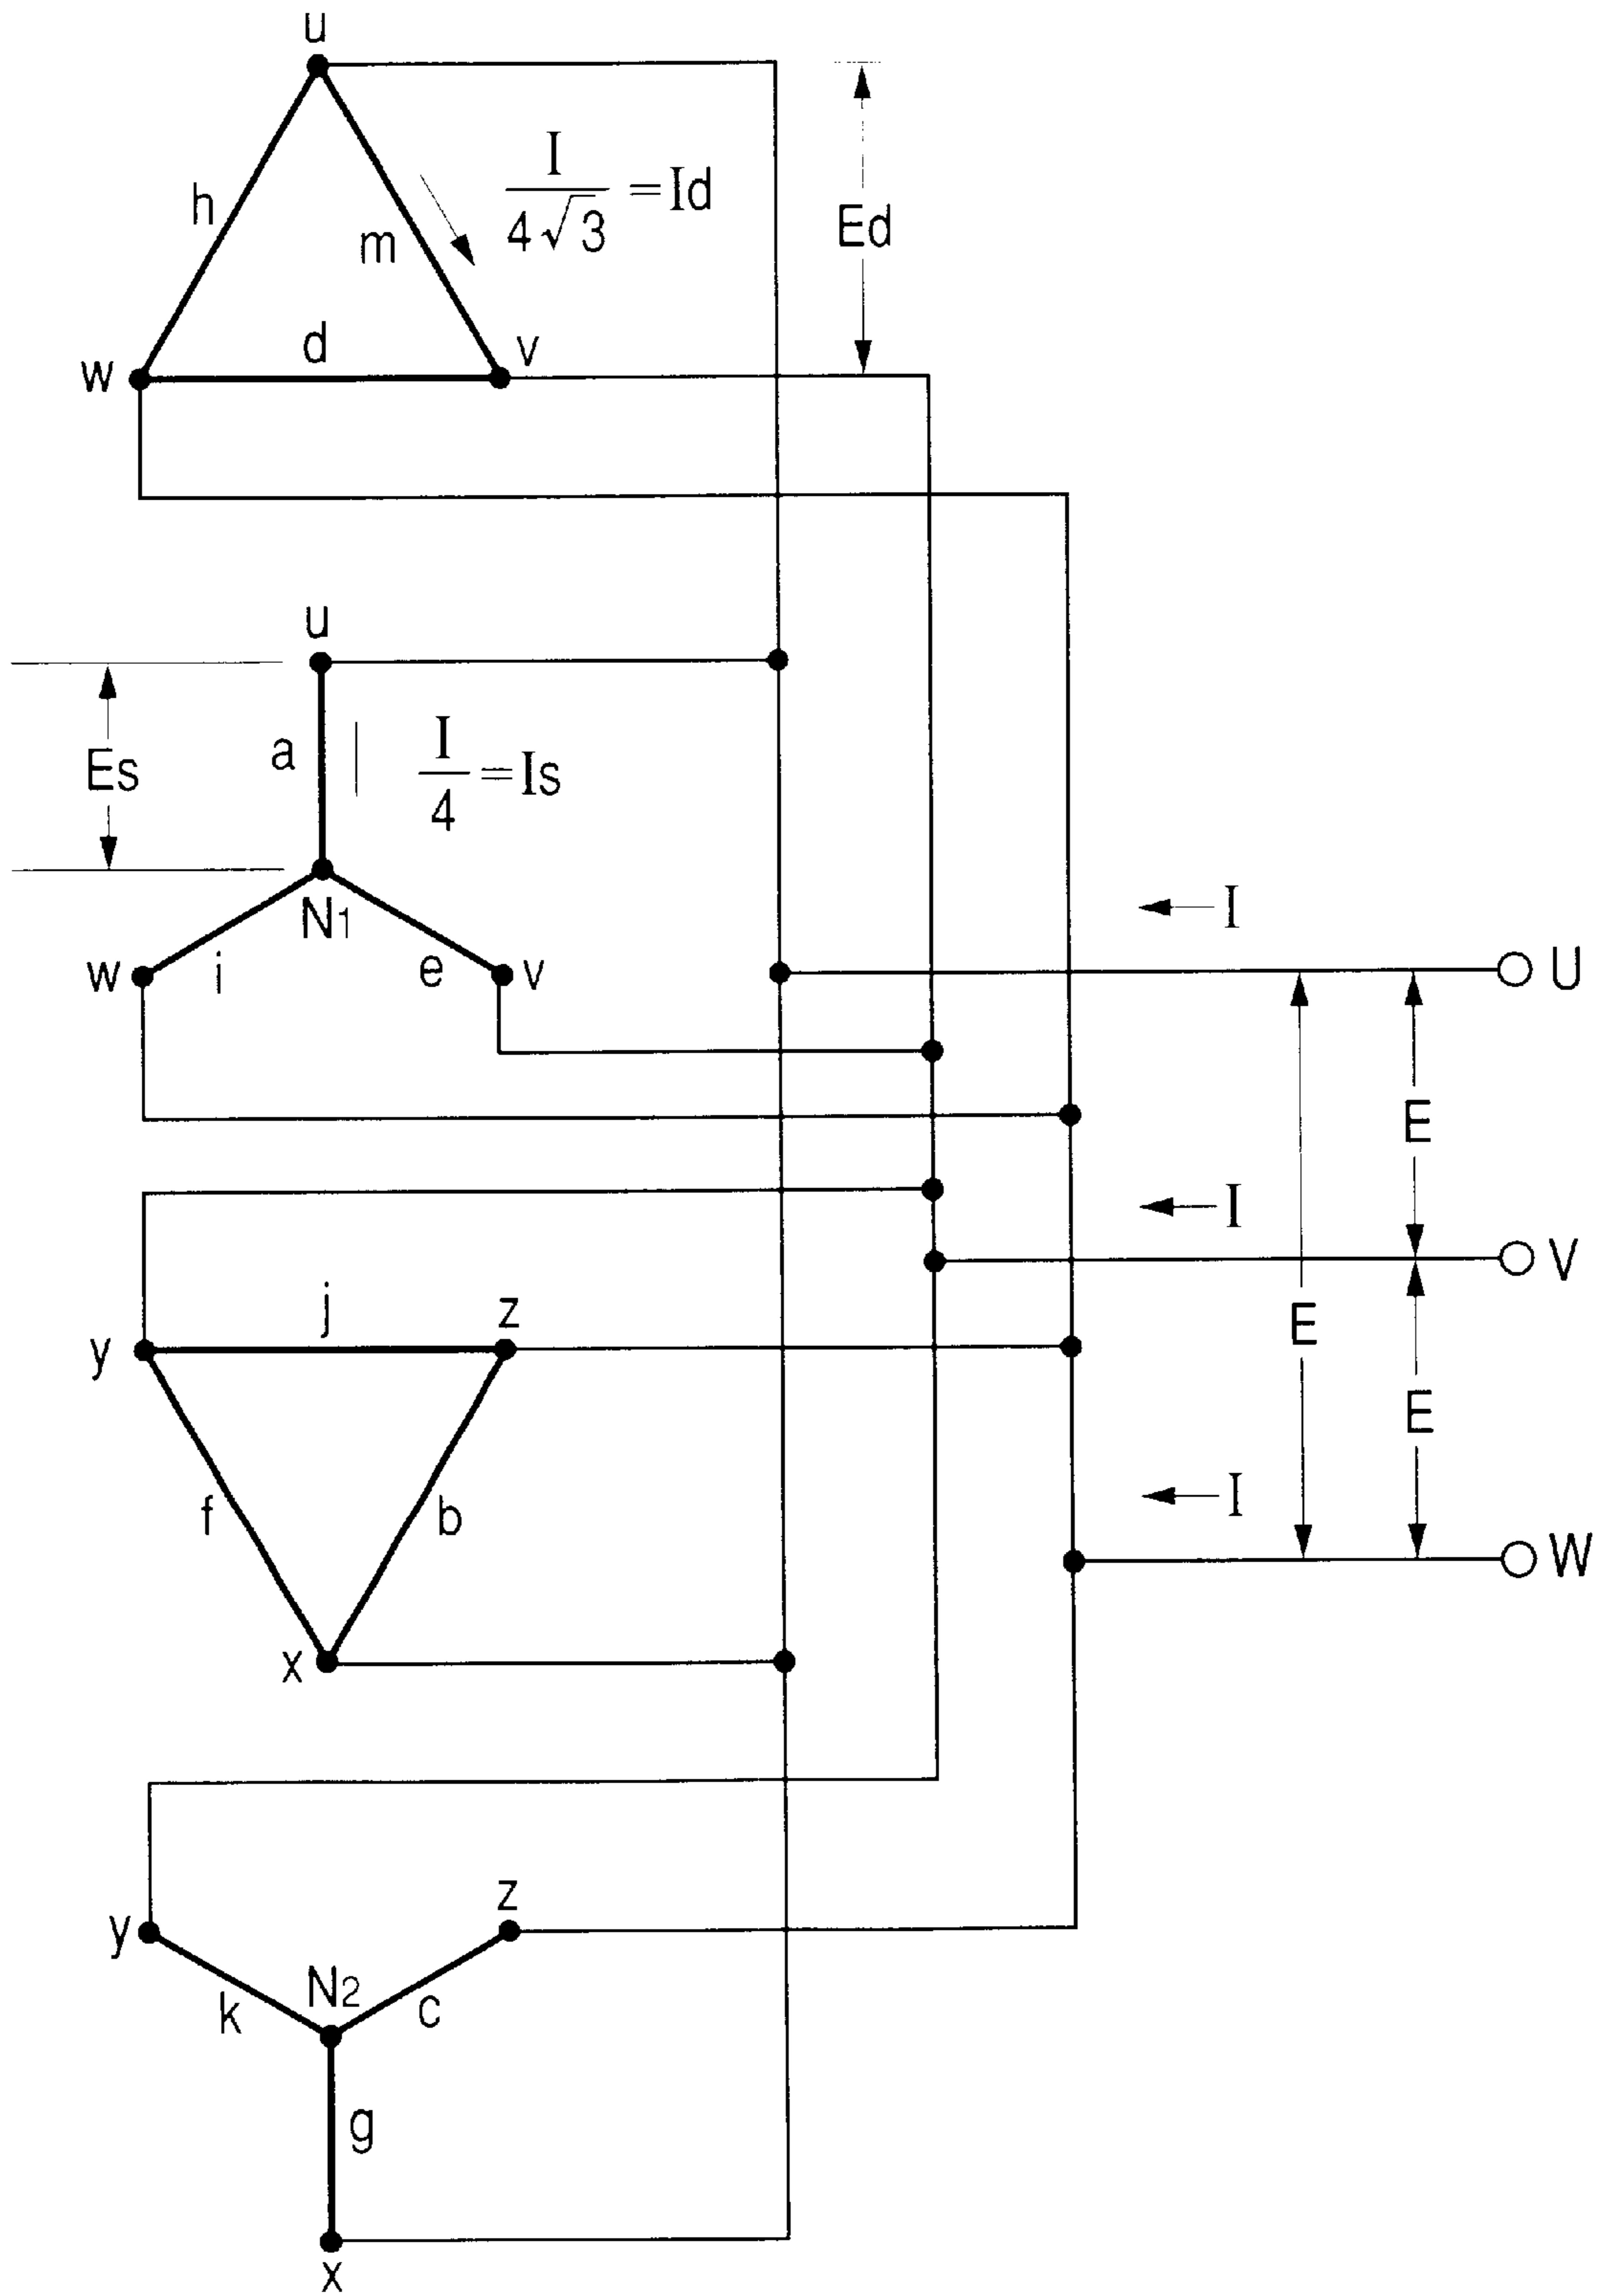 u
h
m
I/4√3 = Id
Ed
w
d
v
u
Es
a
I/4 = Is
N1
w
i
e
v
I
U
E
I
V
j
y
z
E
E
f
b
I
W
x
y
z
N2
k
c
g
x